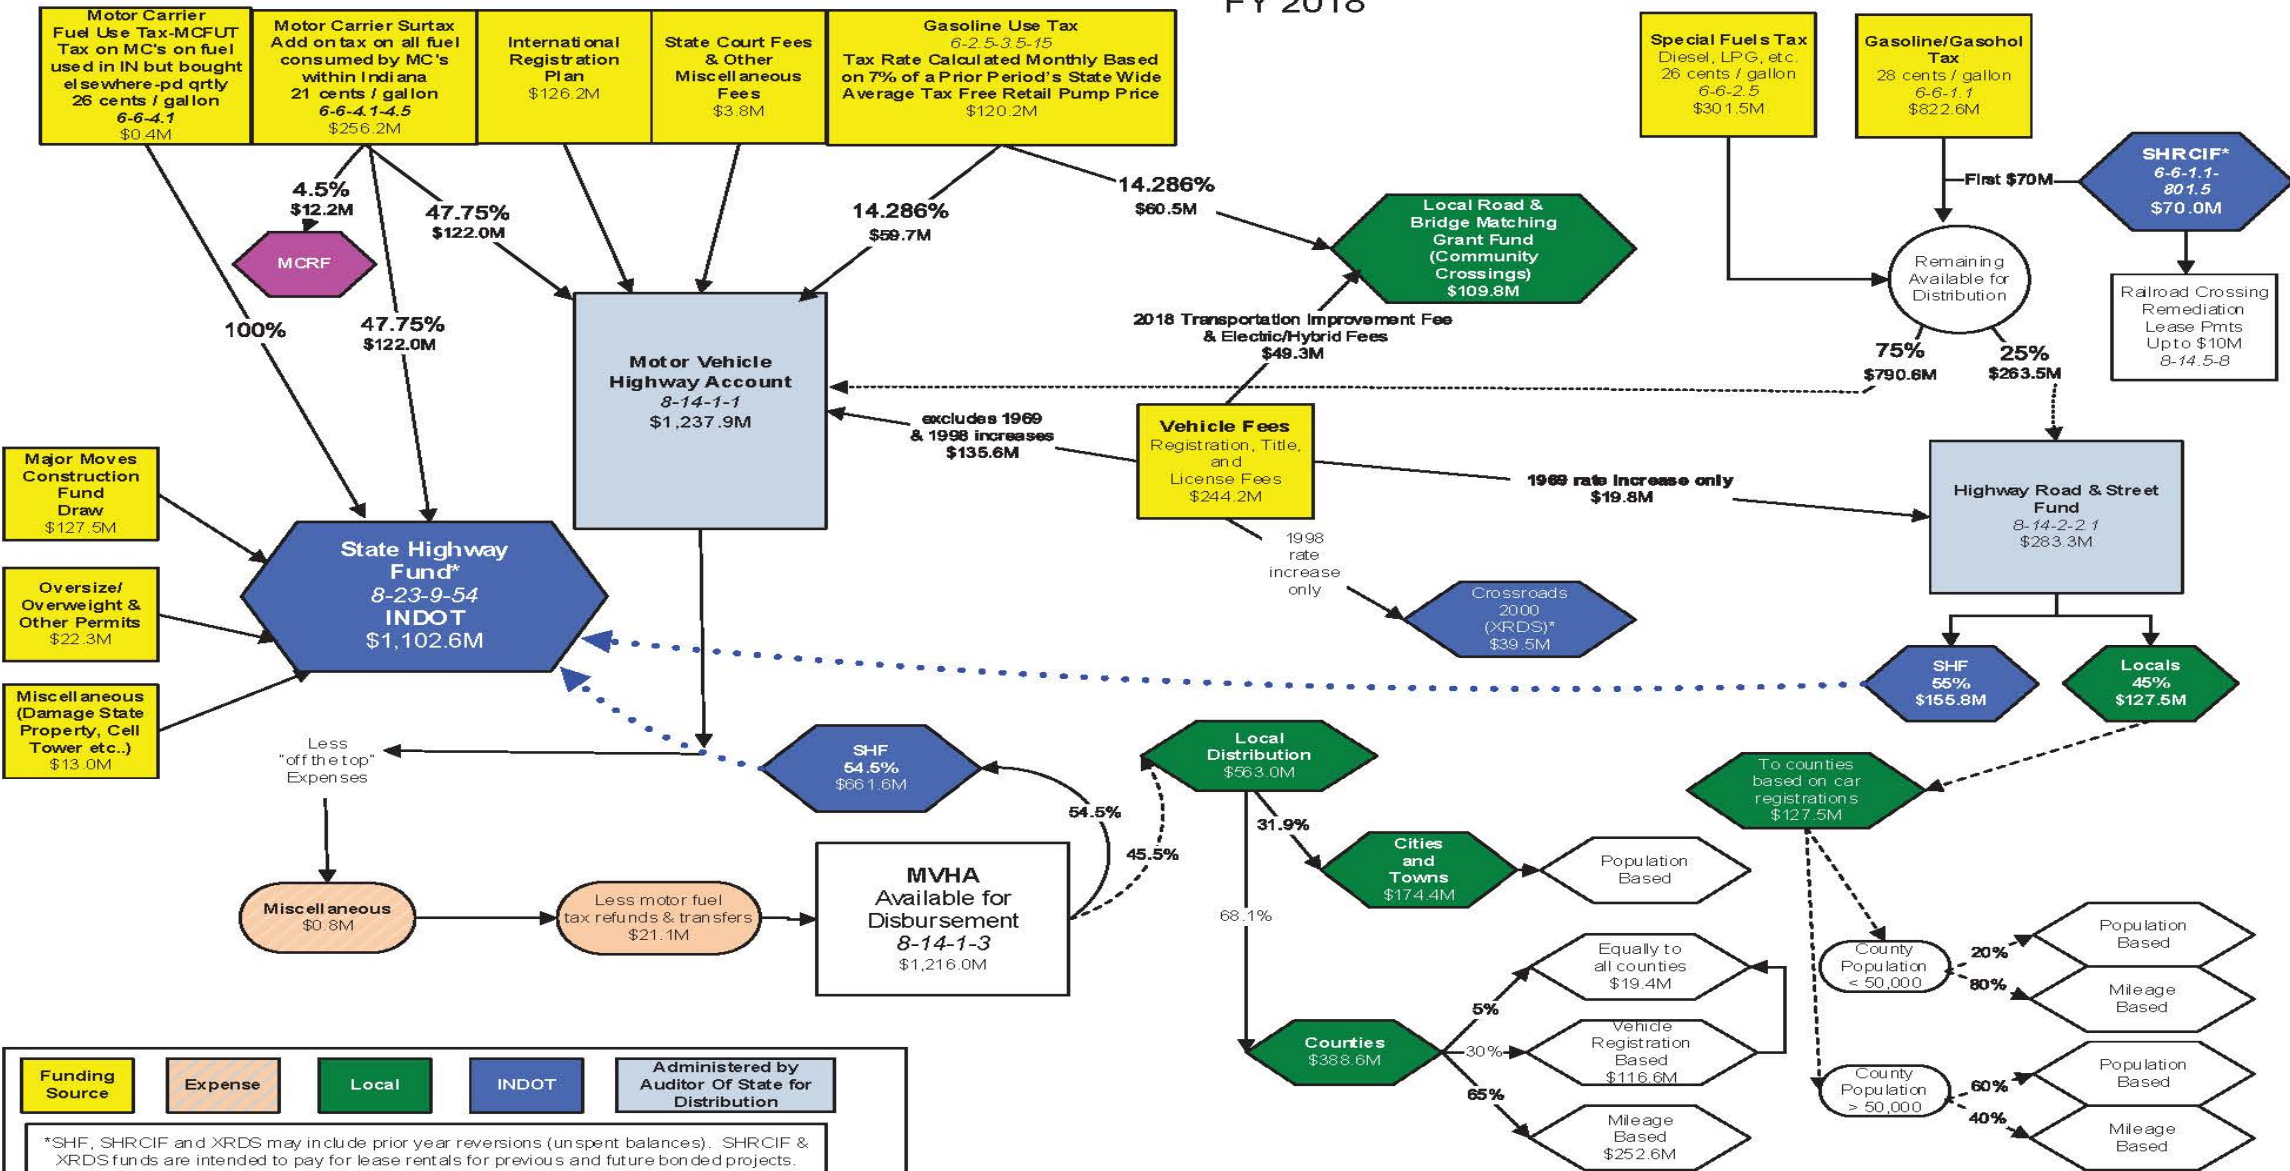 FY 2018
Motor Carrier
Fuel Use Tax-MCFUT
Tax on MC's on fuel
used in IN but bought
elsewhere-pd qrtly
26 cents / gallon
6-6-4.1
$0.4M
Motor Carrier Surtax
Add on tax on all fuel
consumed by MC's
within Indiana
21 cents / gallon
6-6-4.1-4.5
$256.2M
International
Registration
Plan
$126.2M
State Court Fees
& Other
Miscellaneous
Fees
$3.8M
Gasoline Use Tax
6-2.5-3.5-15
Tax Rate Calculated Monthly Based
on 7% of a Prior Period's State Wide
Average Tax Free Retail Pump Price
$120.2M
Special Fuels Tax
Diesel, LPG, etc.
26 cents / gallon
6-6-2.5
$301.5M
Gasoline/Gasohol
Tax
28 cents / gallon
6-6-1.1
$822.6M
SHRCIF*
6-6-1.1-
801.5
$70.0M
First $70M
4.5%
$12.2M
MCRF
47.75%
$122.0M
14.286%
$59.7M
14.286%
$60.5M
Local Road &
Bridge Matching
Grant Fund
(Community
Crossings)
$109.8M
Remaining
Available for
Distribution
Railroad Crossing
Remediation
Lease Pmts
Up to $10M
8-14.5-8
100%
47.75%
$122.0M
Motor Vehicle
Highway Account
8-14-1-1
$1,237.9M
2018 Transportation Improvement Fee
& Electric/Hybrid Fees
$49.3M
75%
$790.6M
25%
$263.5M
excludes 1969
& 1998 increases
$135.6M
Vehicle Fees
Registration, Title,
and
License Fees
$244.2M
1969 rate increase only
$19.8M
Highway Road & Street
Fund
8-14-2-2.1
$283.3M
Major Moves
Construction
Fund
Draw
$127.5M
Oversize/
Overweight &
Other Permits
$22.3M
Miscellaneous
(Damage State
Property, Cell
Tower etc..)
$13.0M
State Highway
Fund*
8-23-9-54
INDOT
$1,102.6M
1998
rate
increase
only
Crossroads
2000
(XRDS)*
$39.5M
SHF
55%
$155.8M
Locals
45%
$127.5M
Less
"off the top"
Expenses
SHF
54.5%
$661.6M
Local
Distribution
$563.0M
To counties
based on car
registrations
$127.5M
54.5%
45.5%
31.9%
Cities
and
Towns
$174.4M
Population
Based
Miscellaneous
$0.8M
Less motor fuel
tax refunds & transfers
$21.1M
MVHA
Available for
Disbursement
8-14-1-3
$1,216.0M
68.1%
Counties
$388.6M
5%
30%
65%
Equally to
all counties
$19.4M
Vehicle
Registration
Based
$116.6M
Mileage
Based
$252.6M
County
Population
< 50,000
20%
80%
Population
Based
Mileage
Based
County
Population
> 50,000
60%
40%
Population
Based
Mileage
Based
Funding
Source
Expense
Local
INDOT
Administered by
Auditor Of State for
Distribution
*SHF, SHRCIF and XRDS may include prior year reversions (unspent balances). SHRCIF &
XRDS funds are intended to pay for lease rentals for previous and future bonded projects.